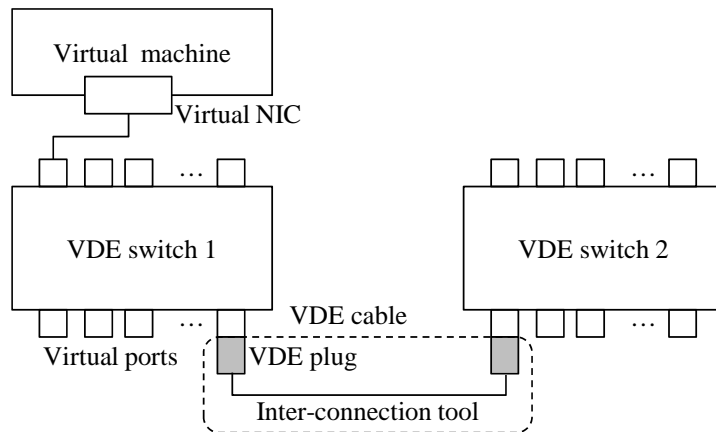 Virtual machine
Virtual NIC
...
...
VDE switch 1
VDE switch 2
...
...
VDE cable
Virtual ports
VDE plug
Inter-connection tool